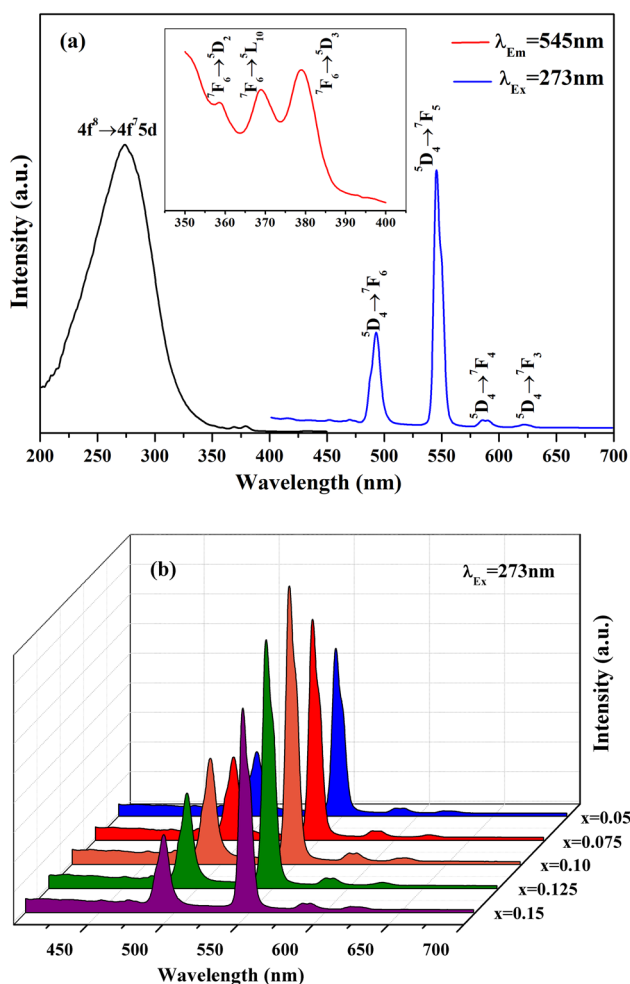 (a)
λEm=545nm
λEx=273nm
4f⁸→4f⁷5d
⁷F₆→⁵D₂
⁷F₆→⁵L₁₀
⁷F₆→⁵D₃
350 360 370 380 390 400
⁵D₄→⁷F₆
⁵D₄→⁷F₅
⁵D₄→⁷F₄
⁵D₄→⁷F₃
Intensity (a.u.)
200 250 300 350 400 450 500 550 600 650 700
Wavelength (nm)
(b)
λEx=273nm
Intensity (a.u.)
x=0.05
x=0.075
x=0.10
x=0.125
x=0.15
450 500 550 600 650 700
Wavelength (nm)